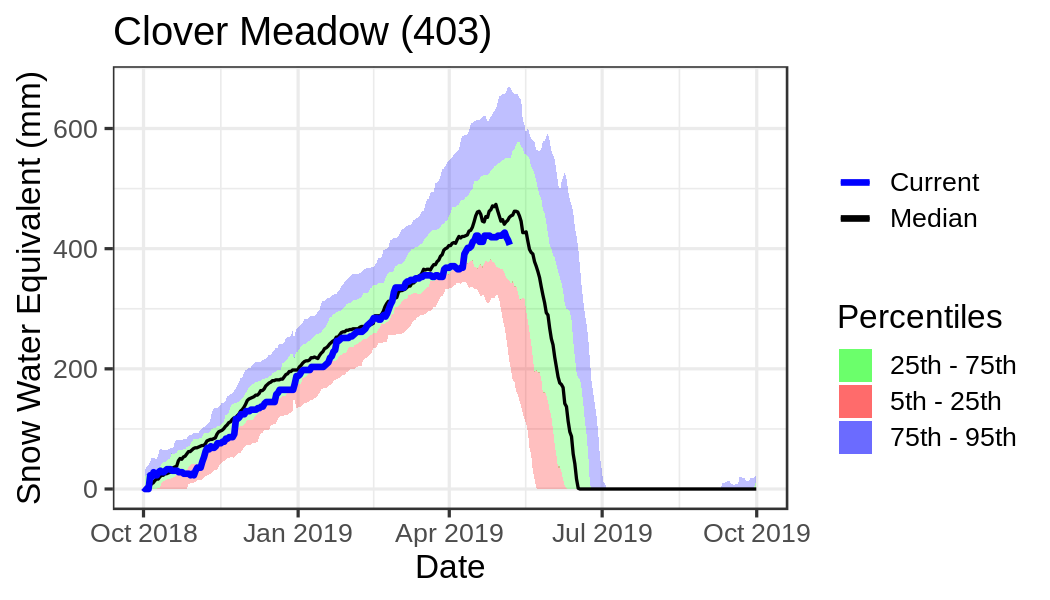 Clover Meadow (403)
Snow Water Equivalent (mm)
600
400
200
0
Oct 2018
Jan 2019
Apr 2019
Jul 2019
Oct 2019
Date
Current
Median
Percentiles
25th - 75th
5th - 25th
75th - 95th